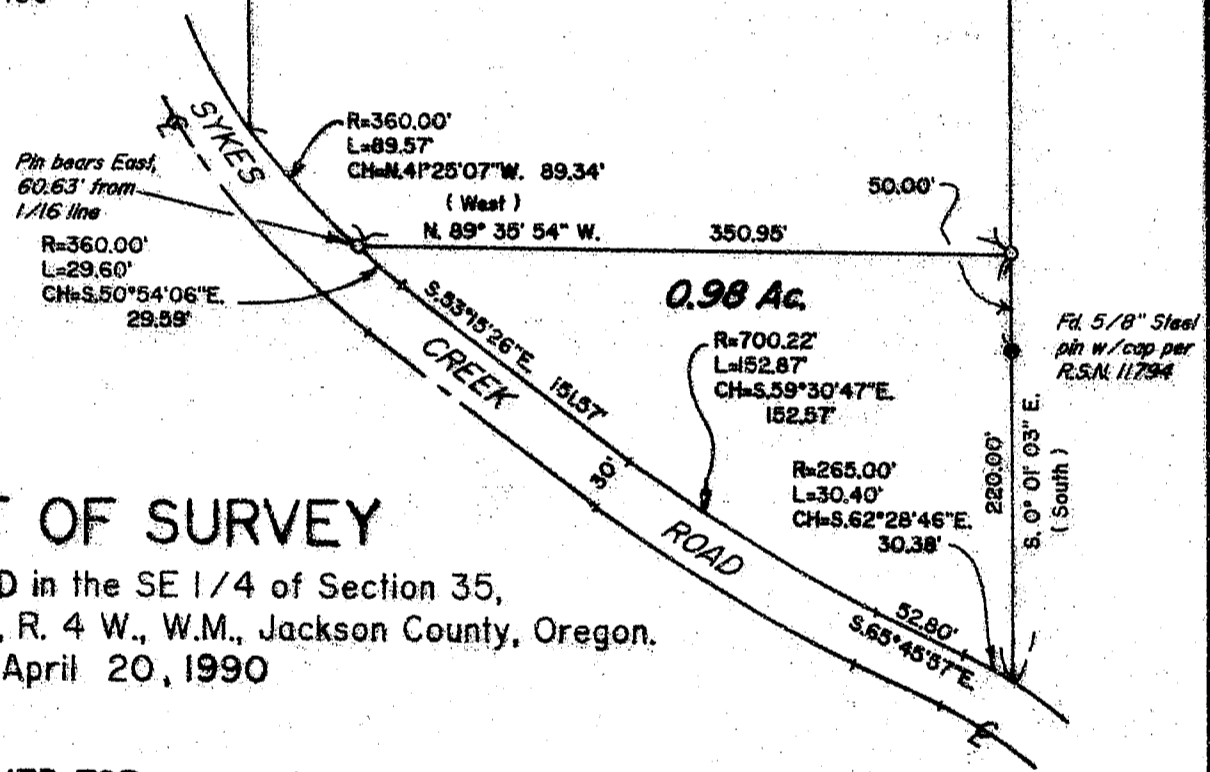 SYKES
R=360.00'
L=89.57'
CH=N.41°25'07"W. 89.34'
Pin bears East,
60.63' from
1/16 line
( West )
N. 89° 35' 54" W. 350.95'
50.00'
R=360.00'
L=29.60'
CH=S.50°54'06"E.
29.59'
0.98 Ac.
S.53°15'26"E. 151.57'
CREEK
R=700.22'
L=152.87'
CH=S.59°30'47"E.
152.57'
Fd. 5/8" Steel
pin w/cap per
R.S.N. 11794
220.00'
S. 0° 01' 03" E.
( South )
30'
R=265.00'
L=30.40'
CH=S.62°28'46"E.
30.38'
ROAD
52.80'
S.65°45'57"E.
OF SURVEY
in the SE 1/4 of Section 35,
R. 4 W., W.M., Jackson County, Oregon.
April 20, 1990